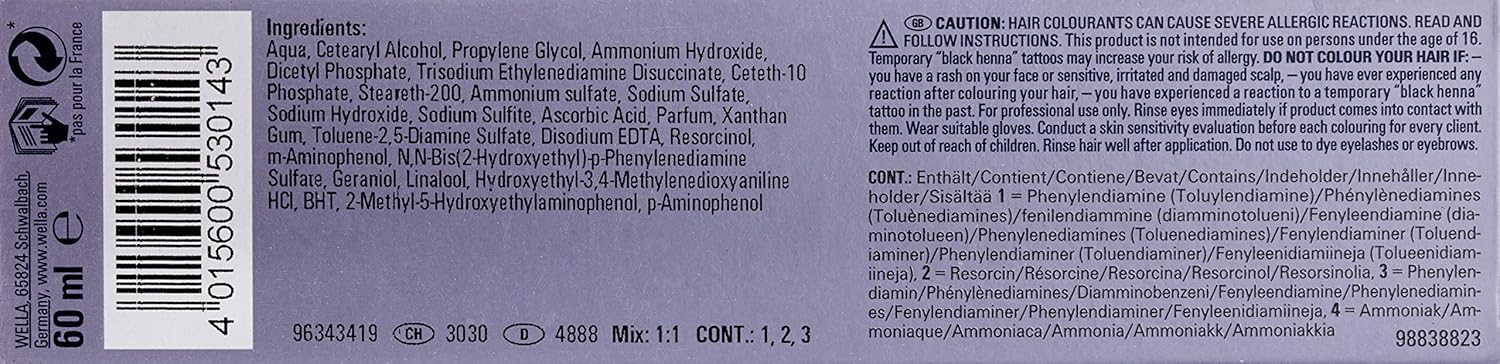 *
*pas pour la France
WELLA, 65824 Schwalbach,
Germany, www.wella.com
60 ml e
4 015600 530143
Ingredients:
Aqua, Cetearyl Alcohol, Propylene Glycol, Ammonium Hydroxide,
Dicetyl Phosphate, Trisodium Ethylenediamine Disuccinate, Ceteth-10
Phosphate, Steareth-200, Ammonium sulfate, Sodium Sulfate,
Sodium Hydroxide, Sodium Sulfite, Ascorbic Acid, Parfum, Xanthan
Gum, Toluene-2,5-Diamine Sulfate, Disodium EDTA, Resorcinol,
m-Aminophenol, N,N-Bis(2-Hydroxyethyl)-p-Phenylenediamine
Sulfate, Geraniol, Linalool, Hydroxyethyl-3,4-Methylenedioxyaniline
HCl, BHT, 2-Methyl-5-Hydroxyethylaminophenol, p-Aminophenol
96343419 CH 3030 D 4888 Mix: 1:1 CONT.: 1, 2, 3
GB CAUTION: HAIR COLOURANTS CAN CAUSE SEVERE ALLERGIC REACTIONS. READ AND
FOLLOW INSTRUCTIONS. This product is not intended for use on persons under the age of 16.
Temporary "black henna" tattoos may increase your risk of allergy. DO NOT COLOUR YOUR HAIR IF: –
you have a rash on your face or sensitive, irritated and damaged scalp, – you have ever experienced any
reaction after colouring your hair, – you have experienced a reaction to a temporary "black henna"
tattoo in the past. For professional use only. Rinse eyes immediately if product comes into contact with
them. Wear suitable gloves. Conduct a skin sensitivity evaluation before each colouring for every client.
Keep out of reach of children. Rinse hair well after application. Do not use to dye eyelashes or eyebrows.
CONT.: Enthält/Contient/Contiene/Bevat/Contains/Indeholder/Innehåller/Inne-
holder/Sisältää 1 = Phenylendiamine (Toluylendiamine)/Phénylènediamines
(Toluènediamines)/fenilendiammine (diamminotolueni)/Fenyleendiamine (dia-
minotolueen)/Phenylenediamines (Toluenediamines)/Fenylendiaminer (Toluend-
iaminer)/Phenylendiaminer (Toluendiaminer)/Fenyleenidiamiineja (Tolueenidiam-
iineja), 2 = Resorcin/Résorcine/Resorcina/Resorcinol/Resorsinolia, 3 = Phenylen-
diamin/Phénylènediamines/Diamminobenzeni/Fenyleendiamine/Phenylenediamin-
es/Fenylendiaminer/Phenylendiaminer/Fenyleenidiamiineja, 4 = Ammoniak/Am-
moniaque/Ammoniaca/Ammonia/Ammoniakk/Ammoniakkia
98838823